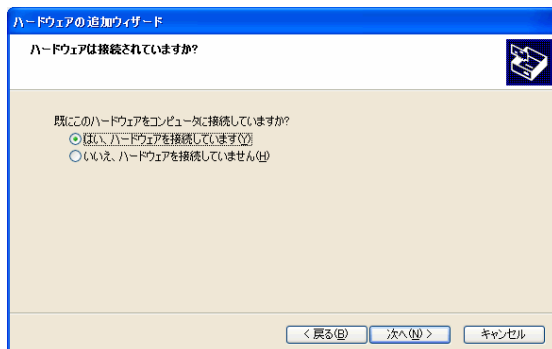 ハードウェアの追加ウィザード
ハードウェアは接続されていますか?
既にこのハードウェアをコンピュータに接続していますか?
はい、ハードウェアを接続しています(Y)
いいえ、ハードウェアを接続していません(H)
< 戻る(B)
次へ(N) >
キャンセル